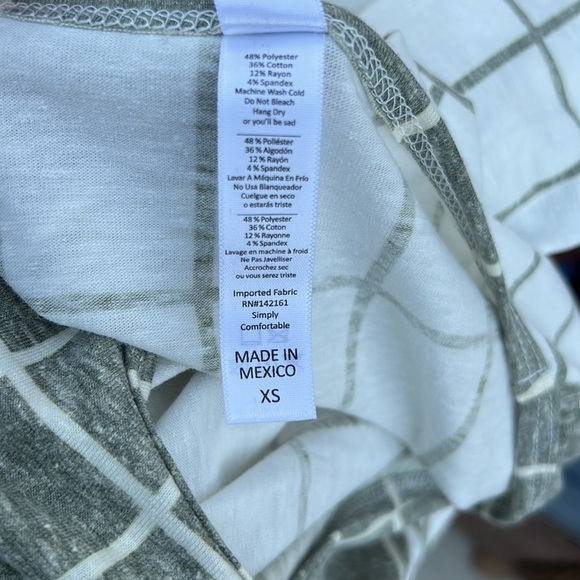 48% Polyester
36% Cotton
12% Rayon
4% Spandex
Machine Wash Cold
Do Not Bleach
Hang Dry
or you'll be sad
48% Poliéster
36% Algodón
12% Rayón
4% Spandex
Lavar A Máquina En Frío
No Usa Blanqueador
Cuelgue en seco
o estarás triste
48% Polyester
36% Coton
12% Rayonne
4% Spandex
Lavage en machine à froid
Ne Pas Javelliser
Accrochez sec
ou vous serez triste
Imported Fabric
RN#142161
Simply
Comfortable
MADE IN
MEXICO
XS